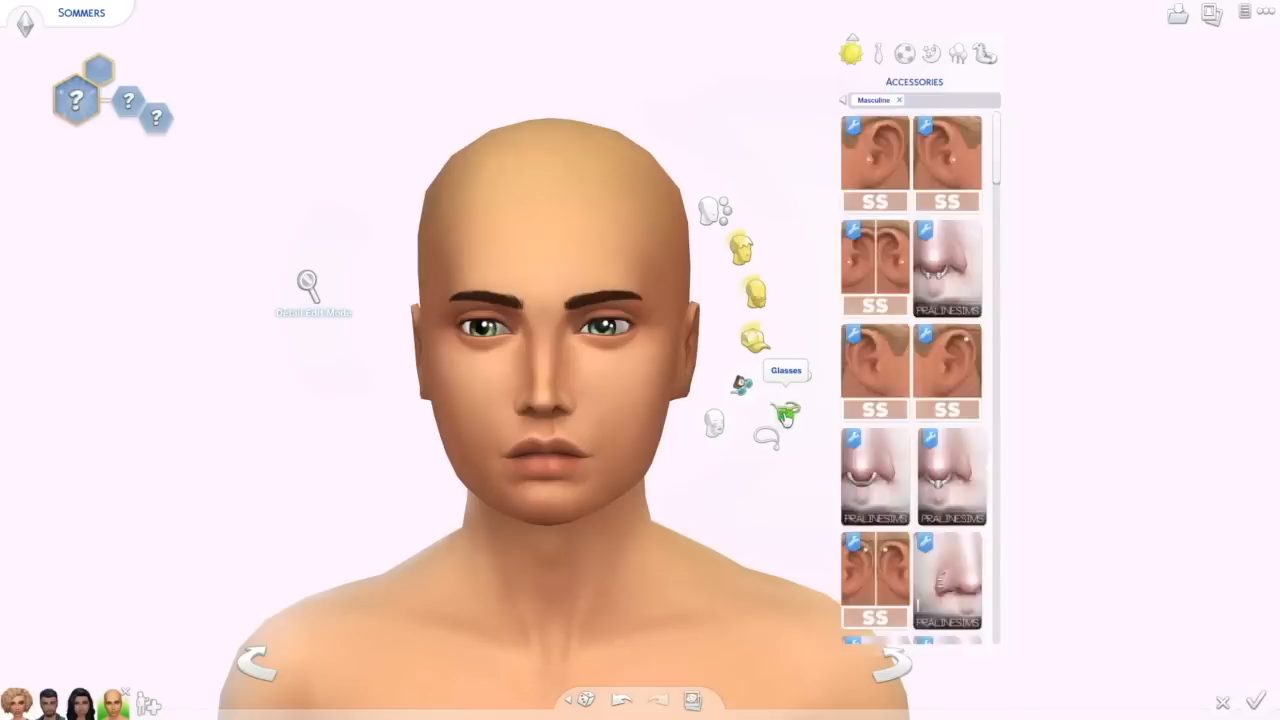 SOMMERS
ACCESSORIES
Masculine
SS
SS
SS
PRALINESIMS
Detail Edit Mode
SS
SS
Glasses
PRALINESIMS
PRALINESIMS
SS
PRALINESIMS